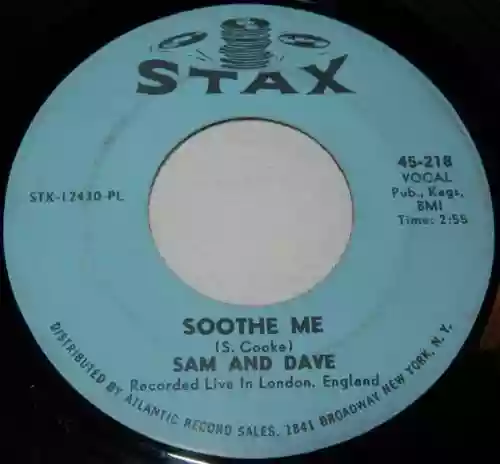 STAX
45-218
VOCAL
Pub., Kags,
BMI
Time: 2:55
STX-12430-PL
SOOTHE ME
(S. Cooke)
SAM AND DAVE
Recorded Live In London, England
DISTRIBUTED BY ATLANTIC RECORD SALES, 1841 BROADWAY NEW YORK, N. Y.